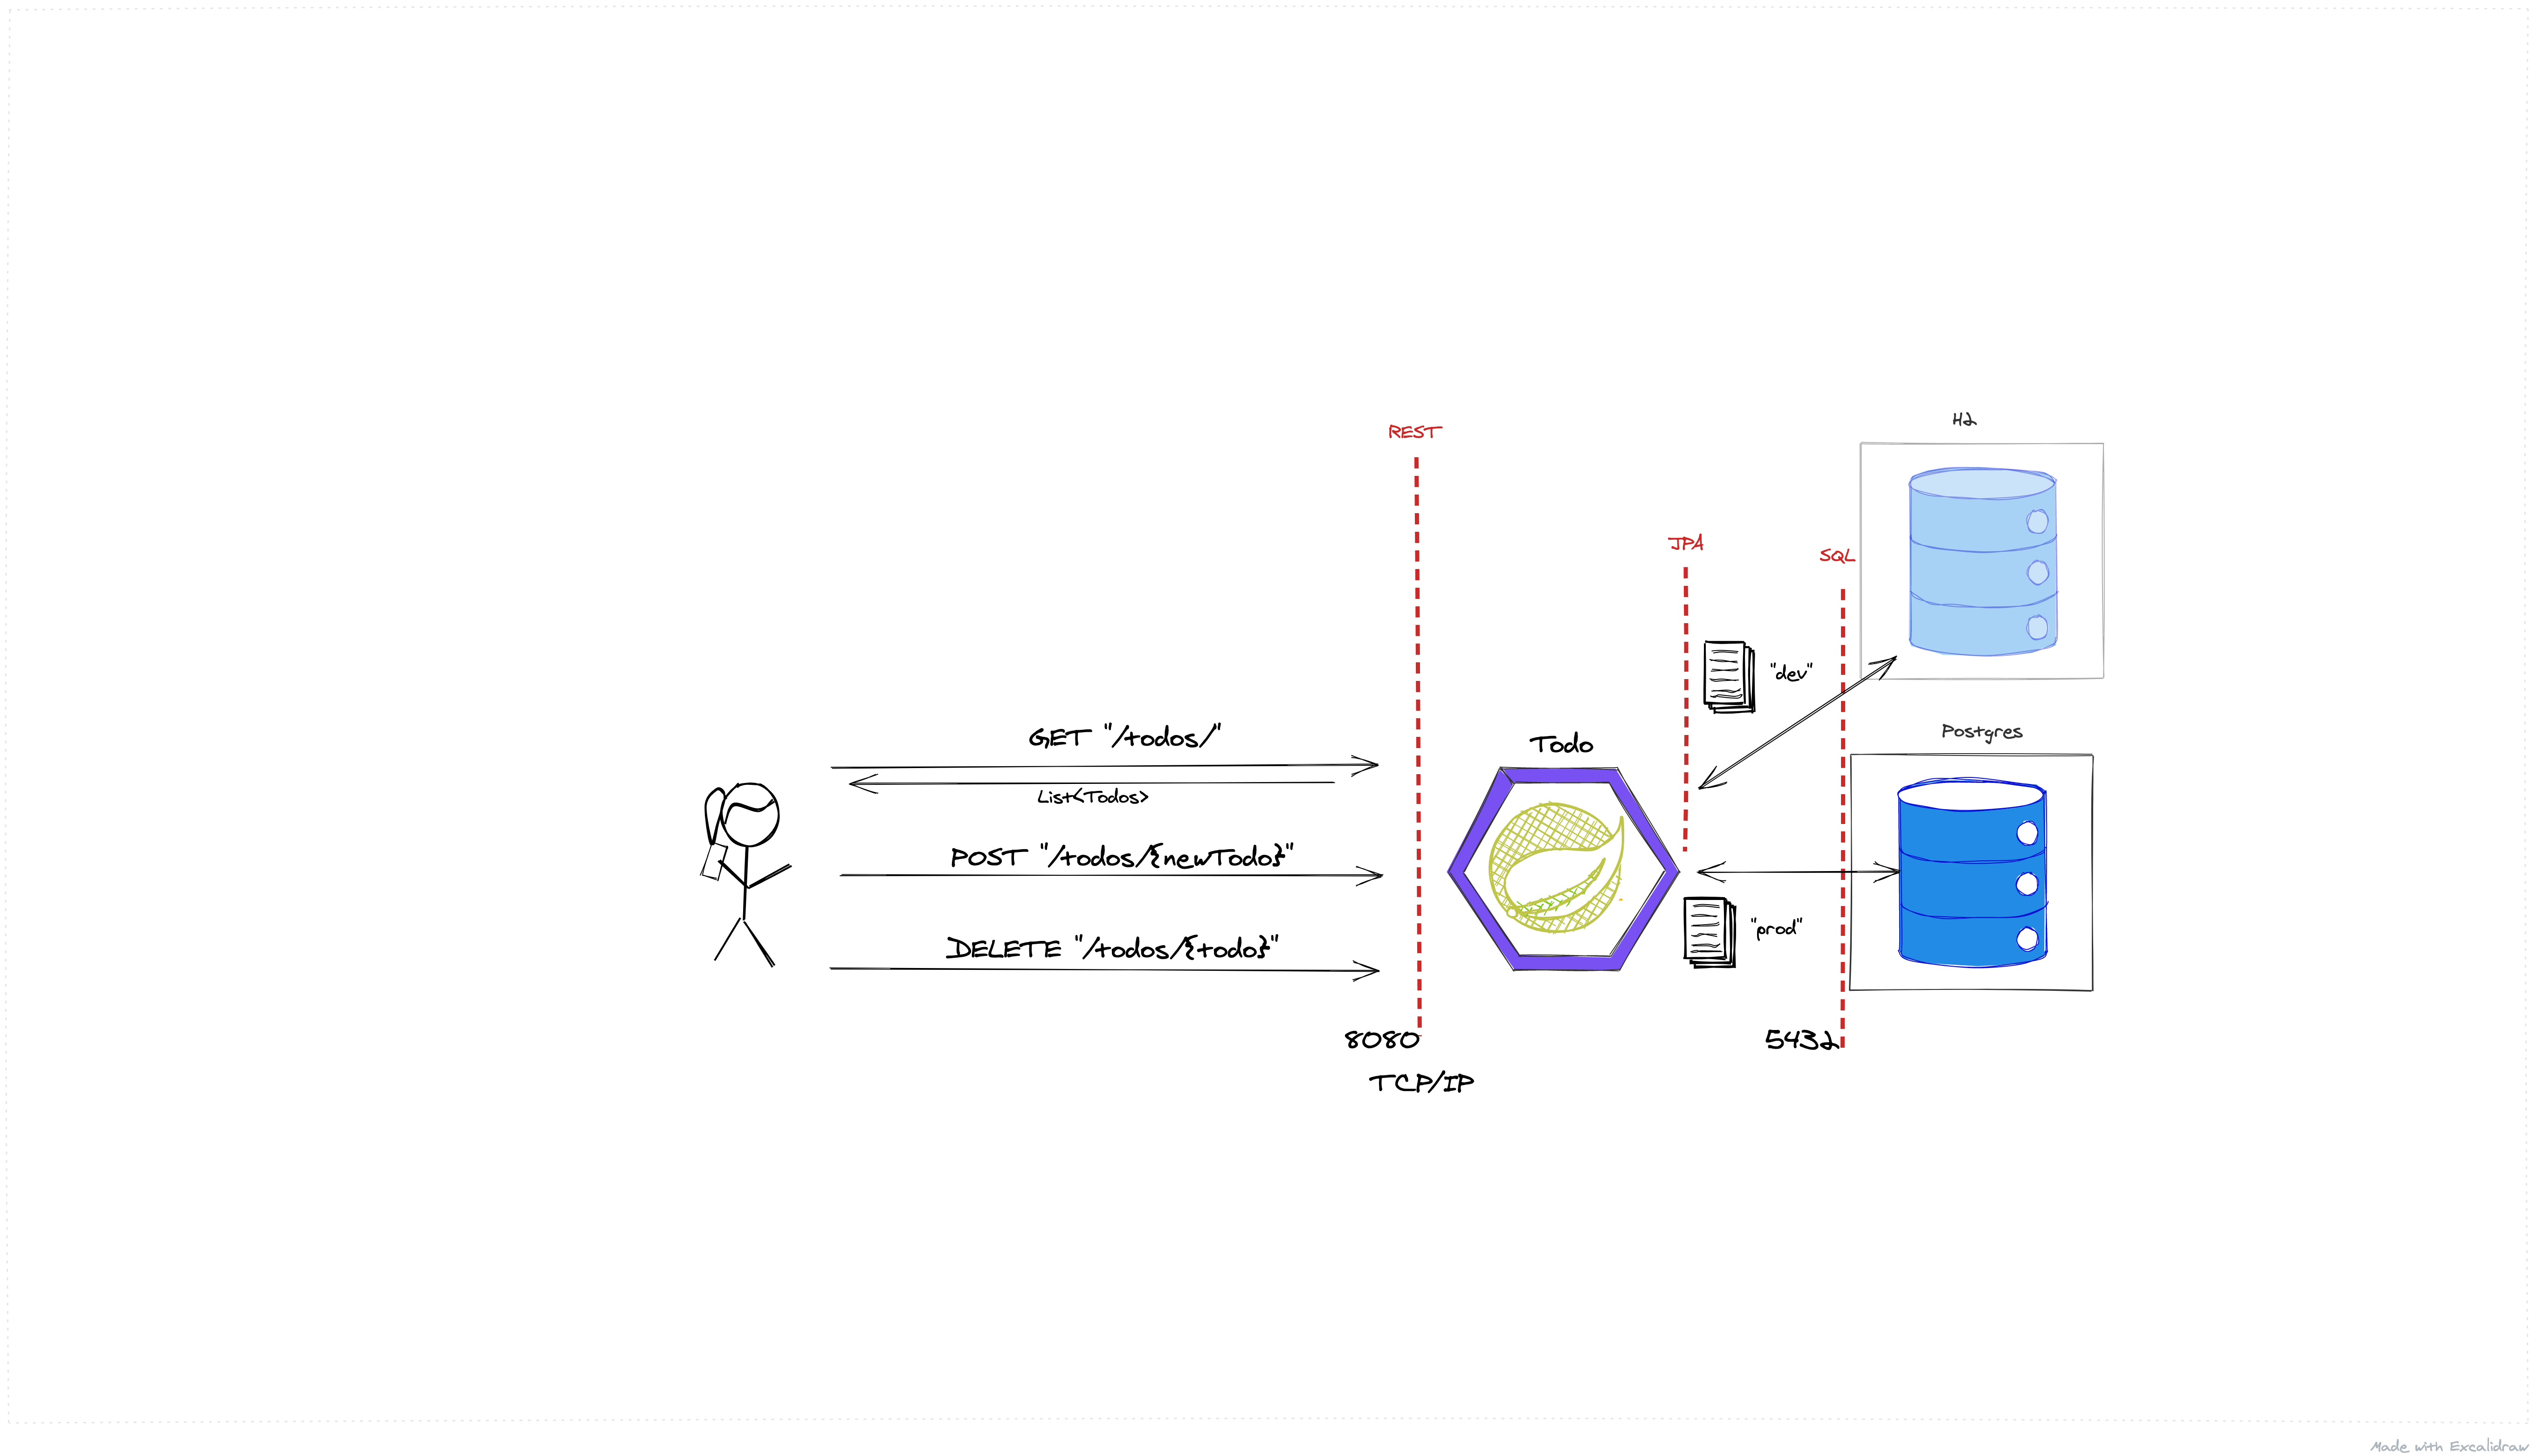 H2
REST
JPA
SQL
"dev"
GET "/todos/"
Postgres
Todo
List<Todos>
POST "/todos/{newTodo}"
"prod"
DELETE "/todos/{todo}"
8080
5432
TCP/IP
Made with Excalidraw